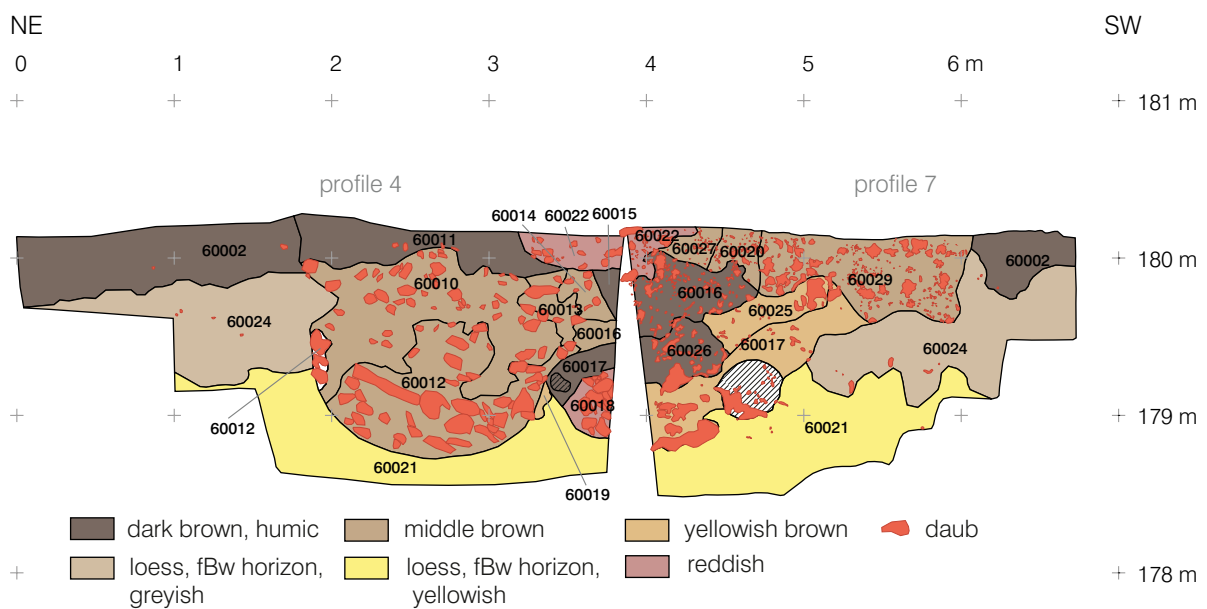 NE SW
0 1 2 3 4 5 6 m
181 m
profile 4 profile 7
60014 60022 60015
60002 60011 60022 60027 60020 60002
180 m
60010 60016 60029
60013 60025
60024 60016 60017 60024
60026
60017
60012
60018
179 m
60012 60021
60021
60019
dark brown, humic middle brown yellowish brown daub
loess, fBw horizon, loess, fBw horizon, reddish
greyish yellowish
178 m